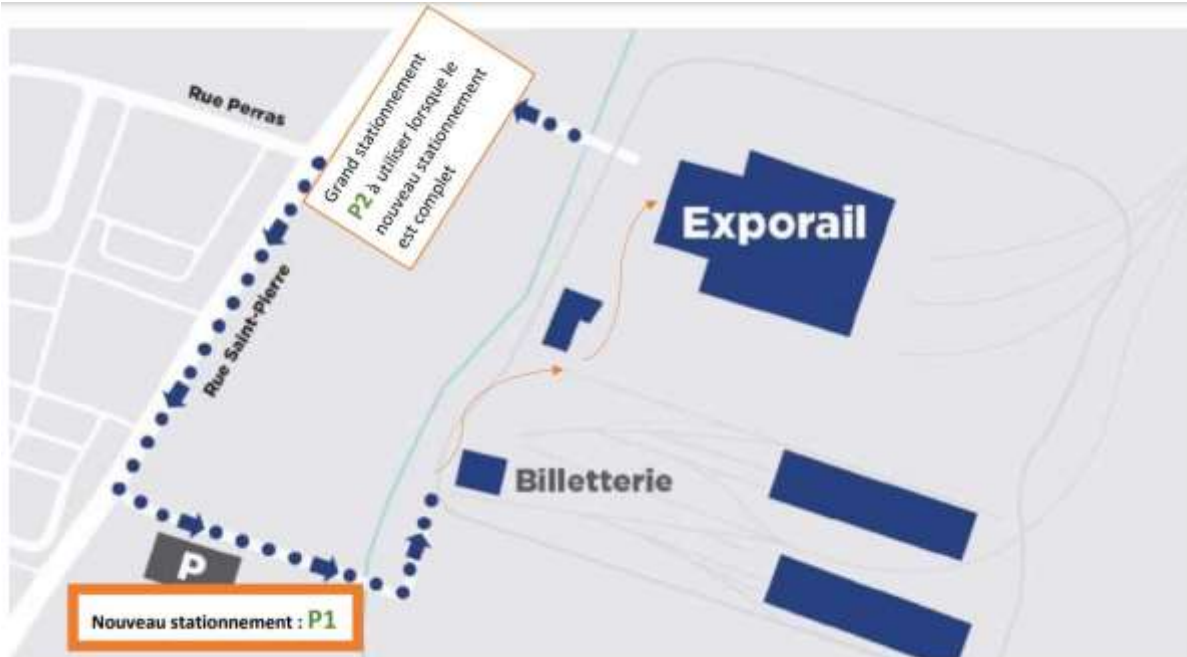 Rue Perras
Grand stationnement
P2 à utiliser lorsque le
nouveau stationnement
est complet
Exporail
Rue Saint-Pierre
Billetterie
P
Nouveau stationnement : P1